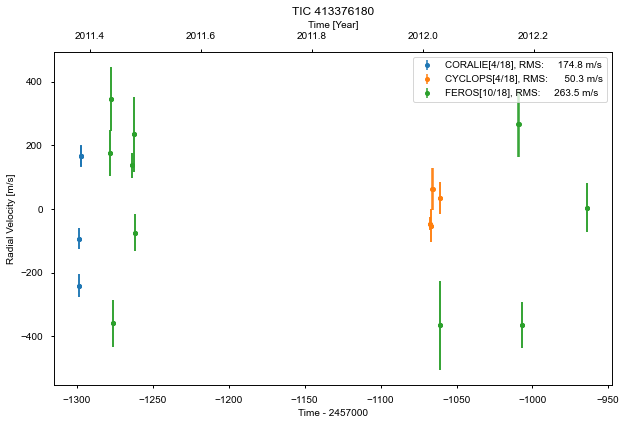 TIC 413376180
Time [Year]
2011.4 2011.6 2011.8 2012.0 2012.2
CORALIE[4/18], RMS: 174.8 m/s
CYCLOPS[4/18], RMS: 50.3 m/s
FEROS[10/18], RMS: 263.5 m/s
Radial Velocity [m/s]
400
200
0
−200
−400
−1300 −1250 −1200 −1150 −1100 −1050 −1000 −950
Time - 2457000